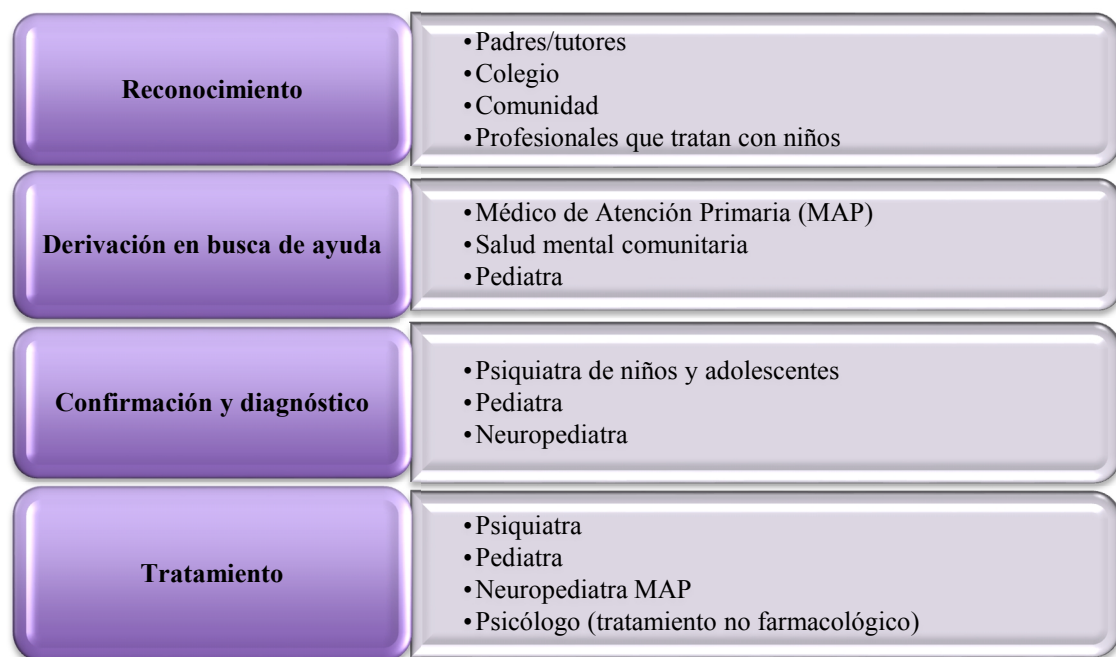 Reconocimiento
•Padres/tutores
•Colegio
•Comunidad
•Profesionales que tratan con niños
Derivación en busca de ayuda
•Médico de Atención Primaria (MAP)
•Salud mental comunitaria
•Pediatra
Confirmación y diagnóstico
•Psiquiatra de niños y adolescentes
•Pediatra
•Neuropediatra
Tratamiento
•Psiquiatra
•Pediatra
•Neuropediatra MAP
•Psicólogo (tratamiento no farmacológico)